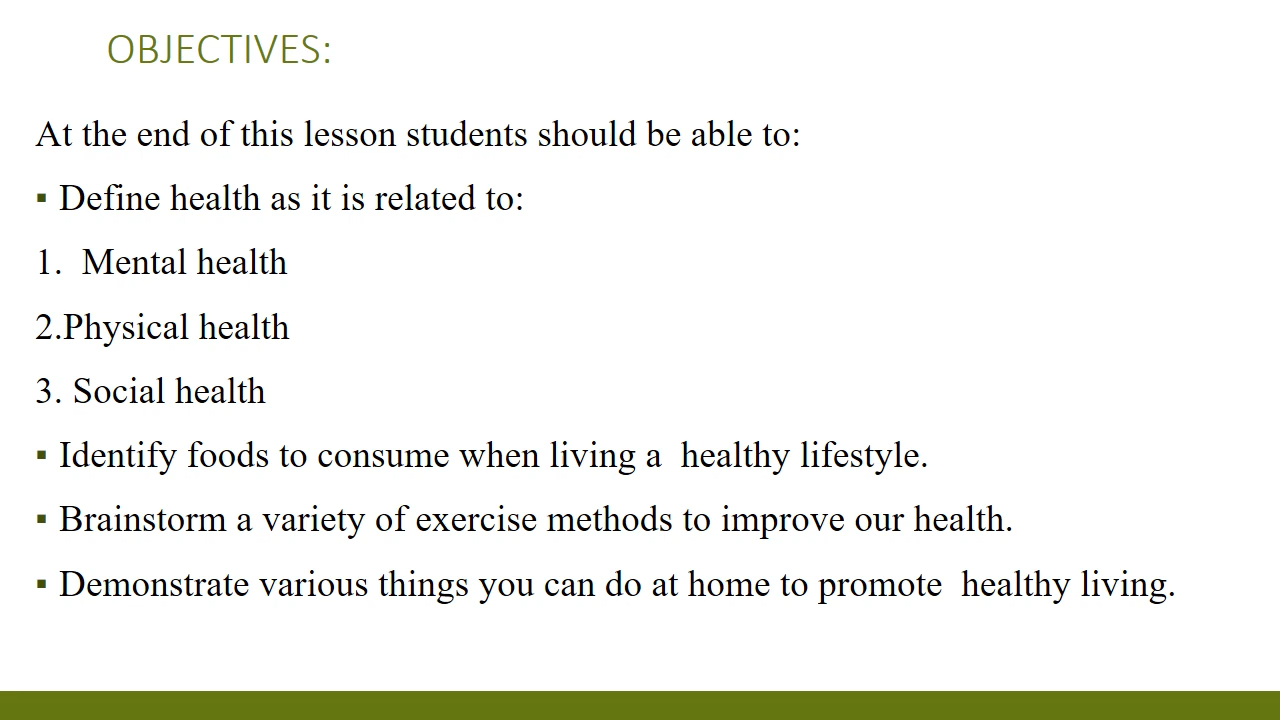 OBJECTIVES:
At the end of this lesson students should be able to:
▪ Define health as it is related to:
1.  Mental health
2.Physical health
3. Social health
▪ Identify foods to consume when living a  healthy lifestyle.
▪ Brainstorm a variety of exercise methods to improve our health.
▪ Demonstrate various things you can do at home to promote  healthy living.